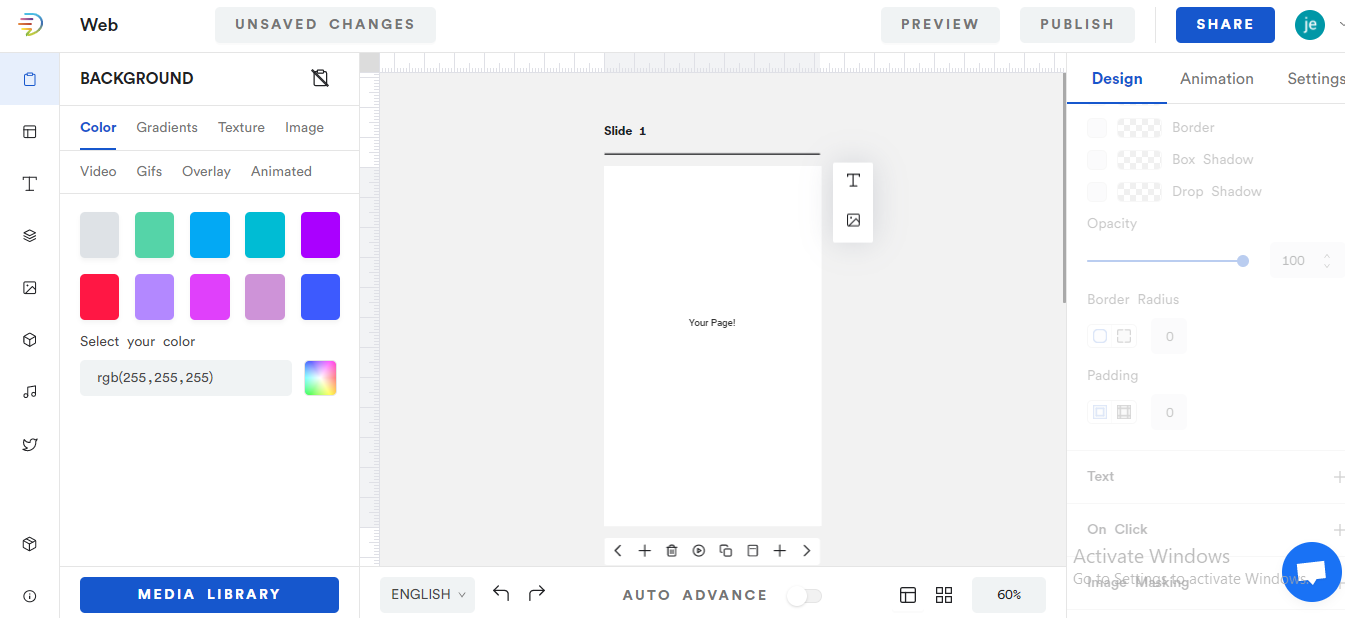 Web
UNSAVED CHANGES
PREVIEW
PUBLISH
SHARE
je
BACKGROUND
Color Gradients Texture Image
Video Gifs Overlay Animated
Select your color
rgb(255,255,255)
MEDIA LIBRARY
Slide 1
Your Page!
ENGLISH
AUTO ADVANCE
60%
Design Animation Settings
Border
Box Shadow
Drop Shadow
Opacity
100
Border Radius
0
Padding
0
Text
On Click
Activate Windows
Go to Settings to activate Windows.
Image Masking